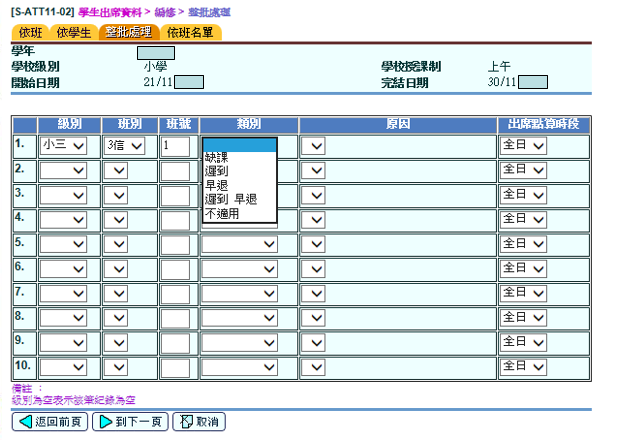 [S-ATT11-02] 學生出席資料 > 編修 > 整批處理
依班 依學生 整批處理 依班名單
學年
學校級別 小學 學校授課制 上午
開始日期 21/11 完結日期 30/11
級別 班別 班號 類別 原因 出席點算時段
1. 小三 3信 1 全日
缺課
遲到
早退
遲到 早退
不適用
2. 全日
3. 全日
4. 全日
5. 全日
6. 全日
7. 全日
8. 全日
9. 全日
10. 全日
備註 :
級別為空表示該筆紀錄為空
返回前頁 到下一頁 取消